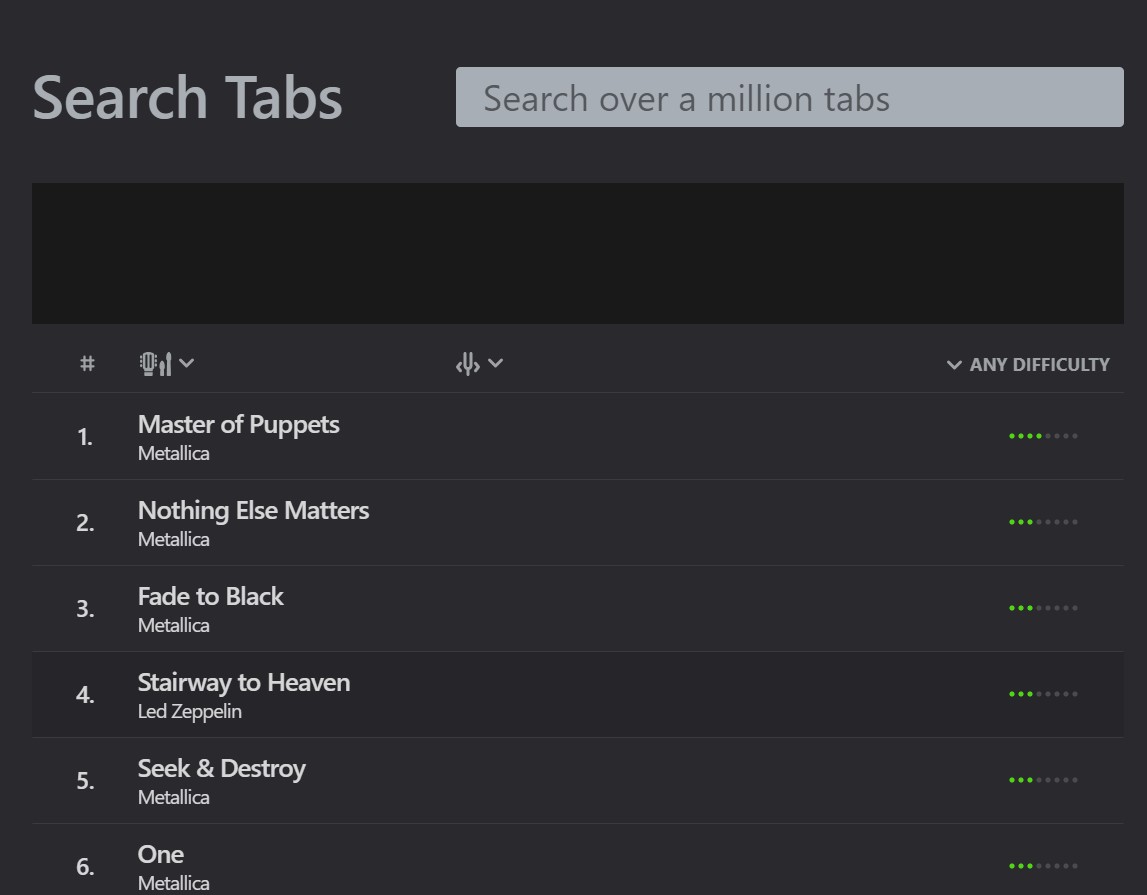 Search Tabs
Search over a million tabs
#
ANY DIFFICULTY
1.
Master of Puppets
Metallica
2.
Nothing Else Matters
Metallica
3.
Fade to Black
Metallica
4.
Stairway to Heaven
Led Zeppelin
5.
Seek & Destroy
Metallica
6.
One
Metallica